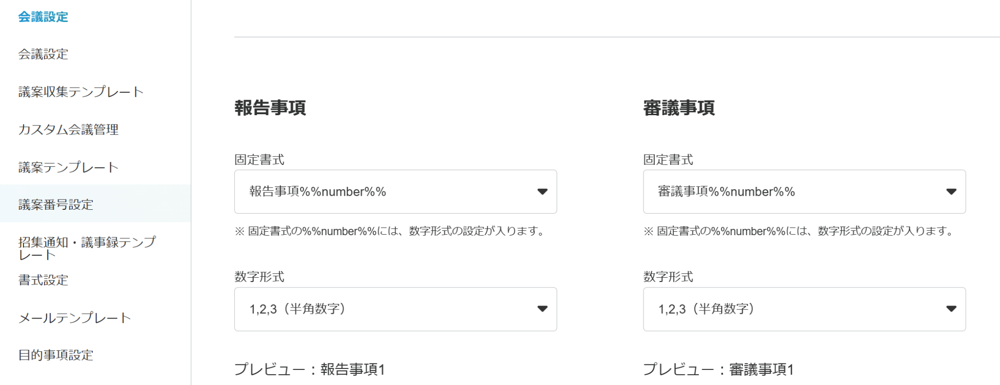 会議設定
会議設定
議案収集テンプレート
カスタム会議管理
議案テンプレート
議案番号設定
招集通知・議事録テンプ
レート
書式設定
メールテンプレート
目的事項設定
報告事項
固定書式
報告事項%%number%%
※ 固定書式の%%number%%には、数字形式の設定が入ります。
数字形式
1,2,3（半角数字）
プレビュー：報告事項1
審議事項
固定書式
審議事項%%number%%
※ 固定書式の%%number%%には、数字形式の設定が入ります。
数字形式
1,2,3（半角数字）
プレビュー：審議事項1